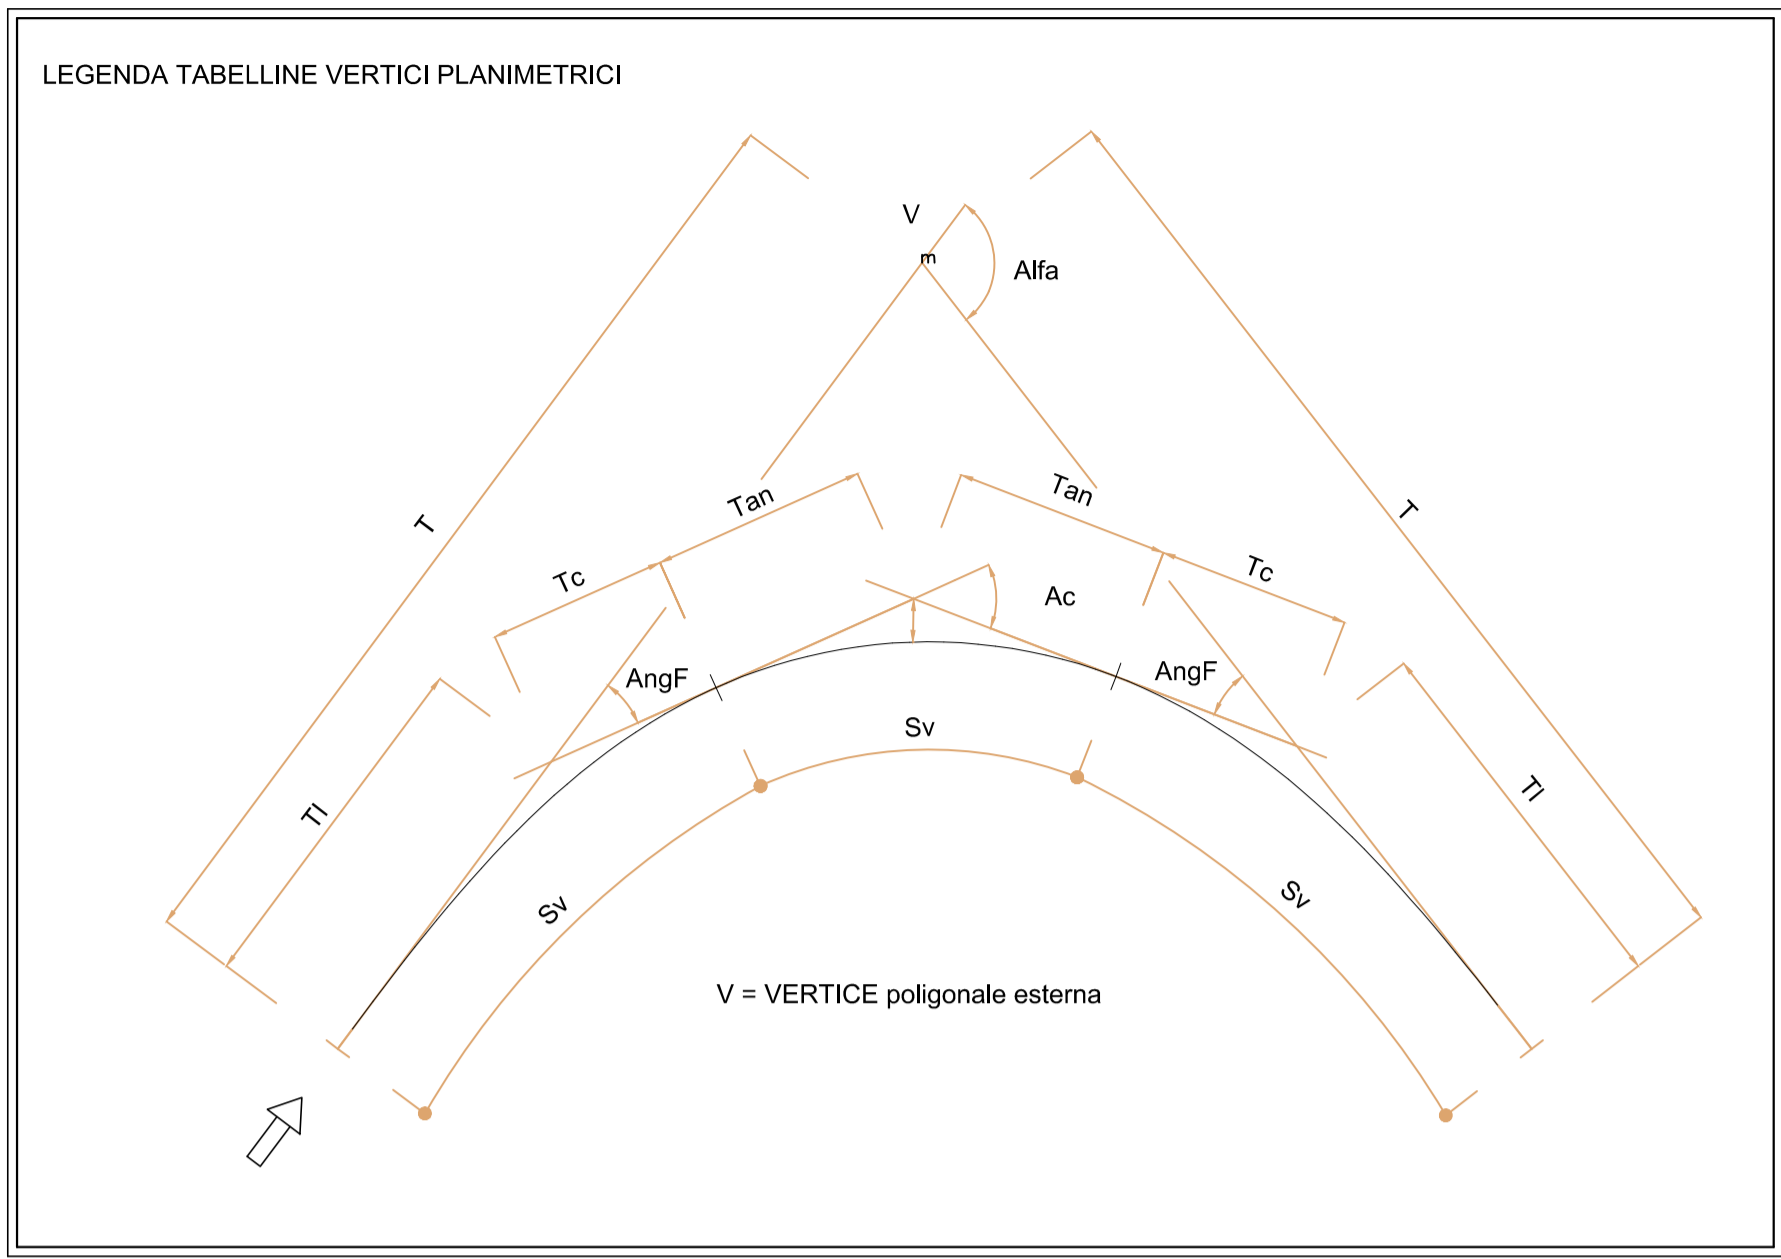 LEGENDA TABELLINE VERTICI PLANIMETRICI
V
m
Alfa
T
T
Tan
Tan
Tc
Tc
Ac
AngF
AngF
Sv
Tl
Tl
Sv
Sv
V = VERTICE poligonale esterna